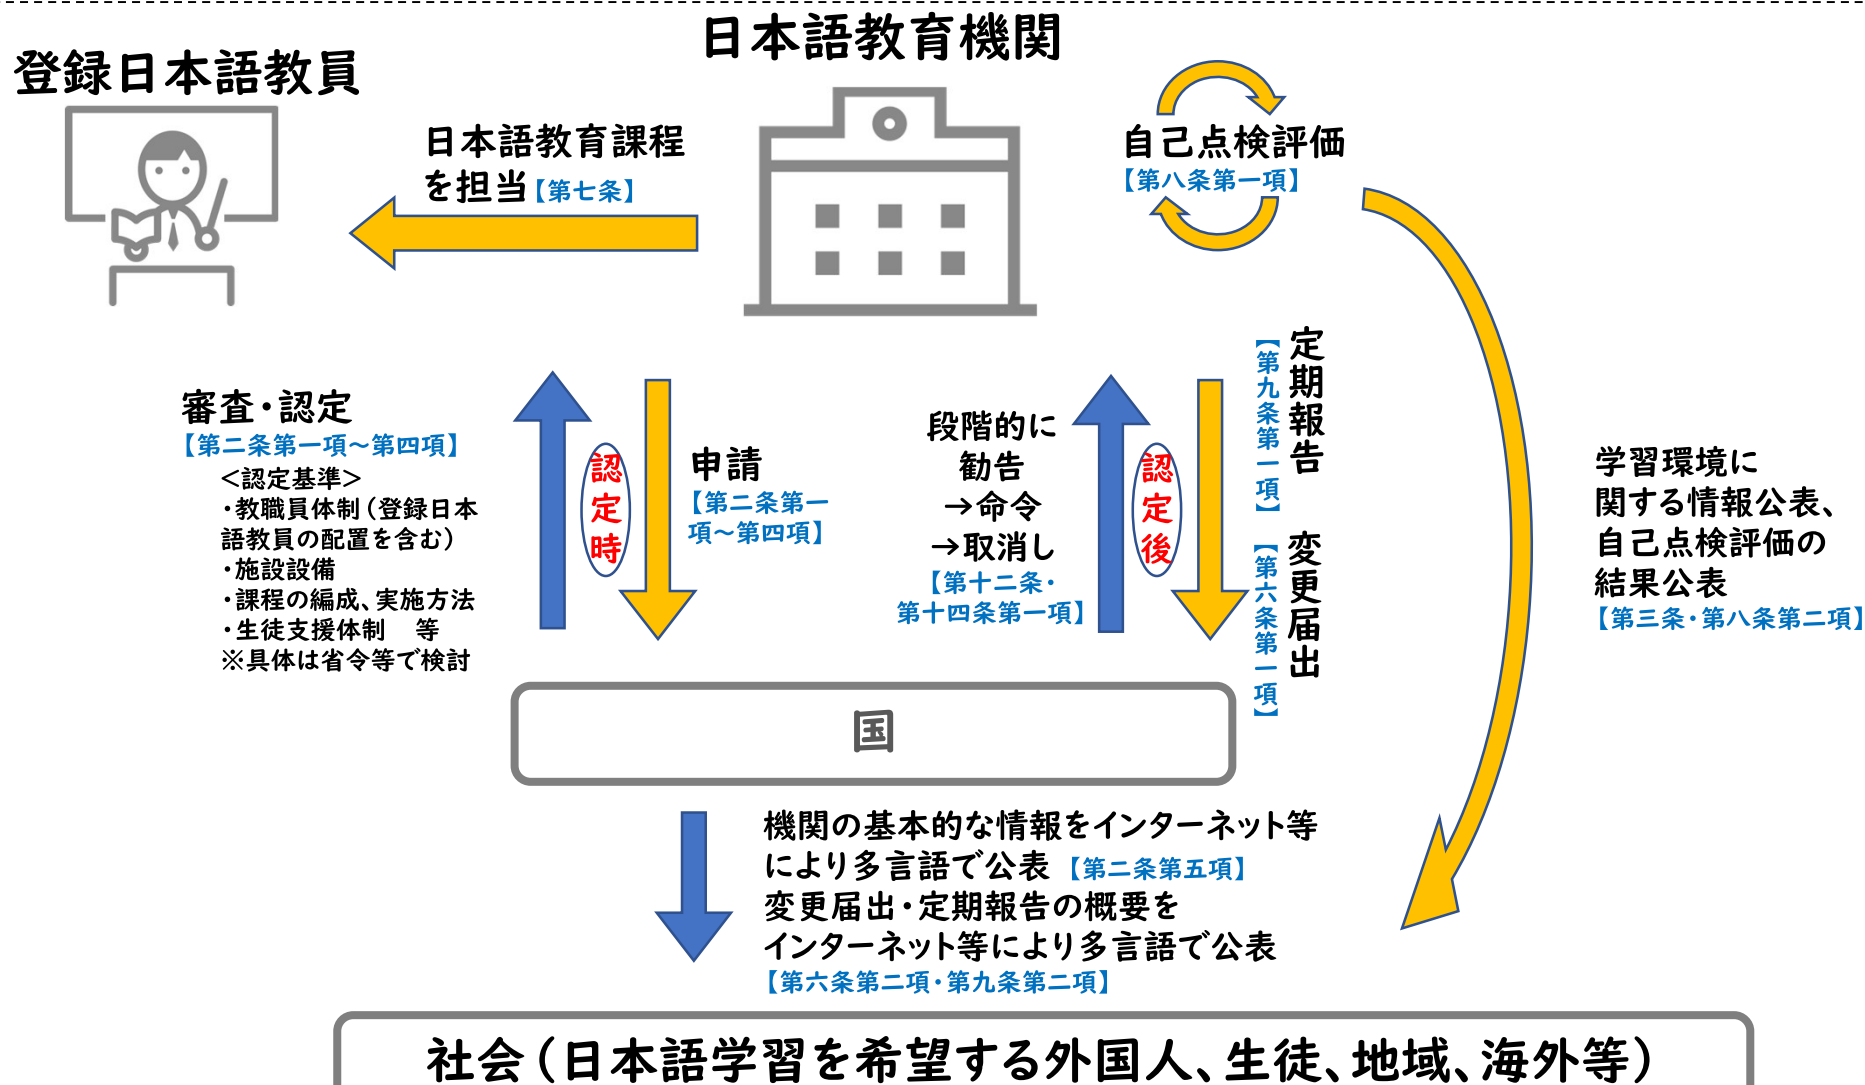 日本語教育機関
登録日本語教員
日本語教育課程
を担当【第七条】
自己点検評価
【第八条第一項】
審査・認定
【第二条第一項～第四項】
＜認定基準＞
・教職員体制（登録日本
語教員の配置を含む）
・施設設備
・課程の編成、実施方法
・生徒支援体制　等
※具体は省令等で検討
認定時
申請
【第二条第一
項～第四項】
段階的に
勧告
→命令
→取消し
【第十二条・
第十四条第一項】
認定後
定期報告
【第九条第一項】
変更届出
【第六条第一項】
学習環境に
関する情報公表、
自己点検評価の
結果公表
【第三条・第八条第二項】
国
機関の基本的な情報をインターネット等
により多言語で公表 【第二条第五項】
変更届出・定期報告の概要を
インターネット等により多言語で公表
【第六条第二項・第九条第二項】
社会（日本語学習を希望する外国人、生徒、地域、海外等）